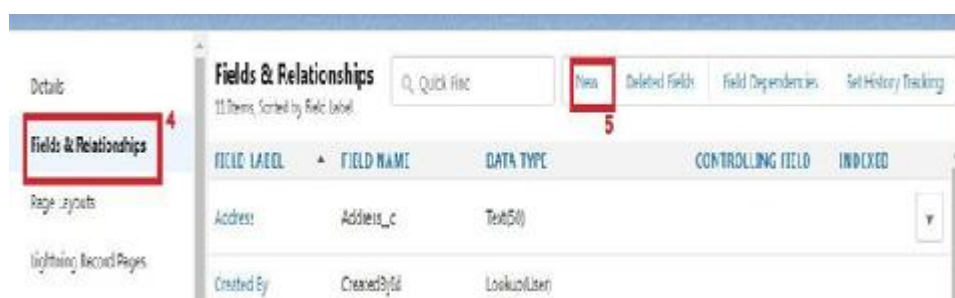 Details
Fields & Relationships
4
Page Layouts
Lightning Record Pages
Fields & Relationships
11 Items, Sorted by Field Label
Quick Find
New
Deleted Fields
Field Dependencies
Set History Tracking
5
FIELD LABEL
FIELD NAME
DATA TYPE
CONTROLLING FIELD
INDEXED
Address
Address__c
Text(50)
Created By
CreatedById
Lookup(User)